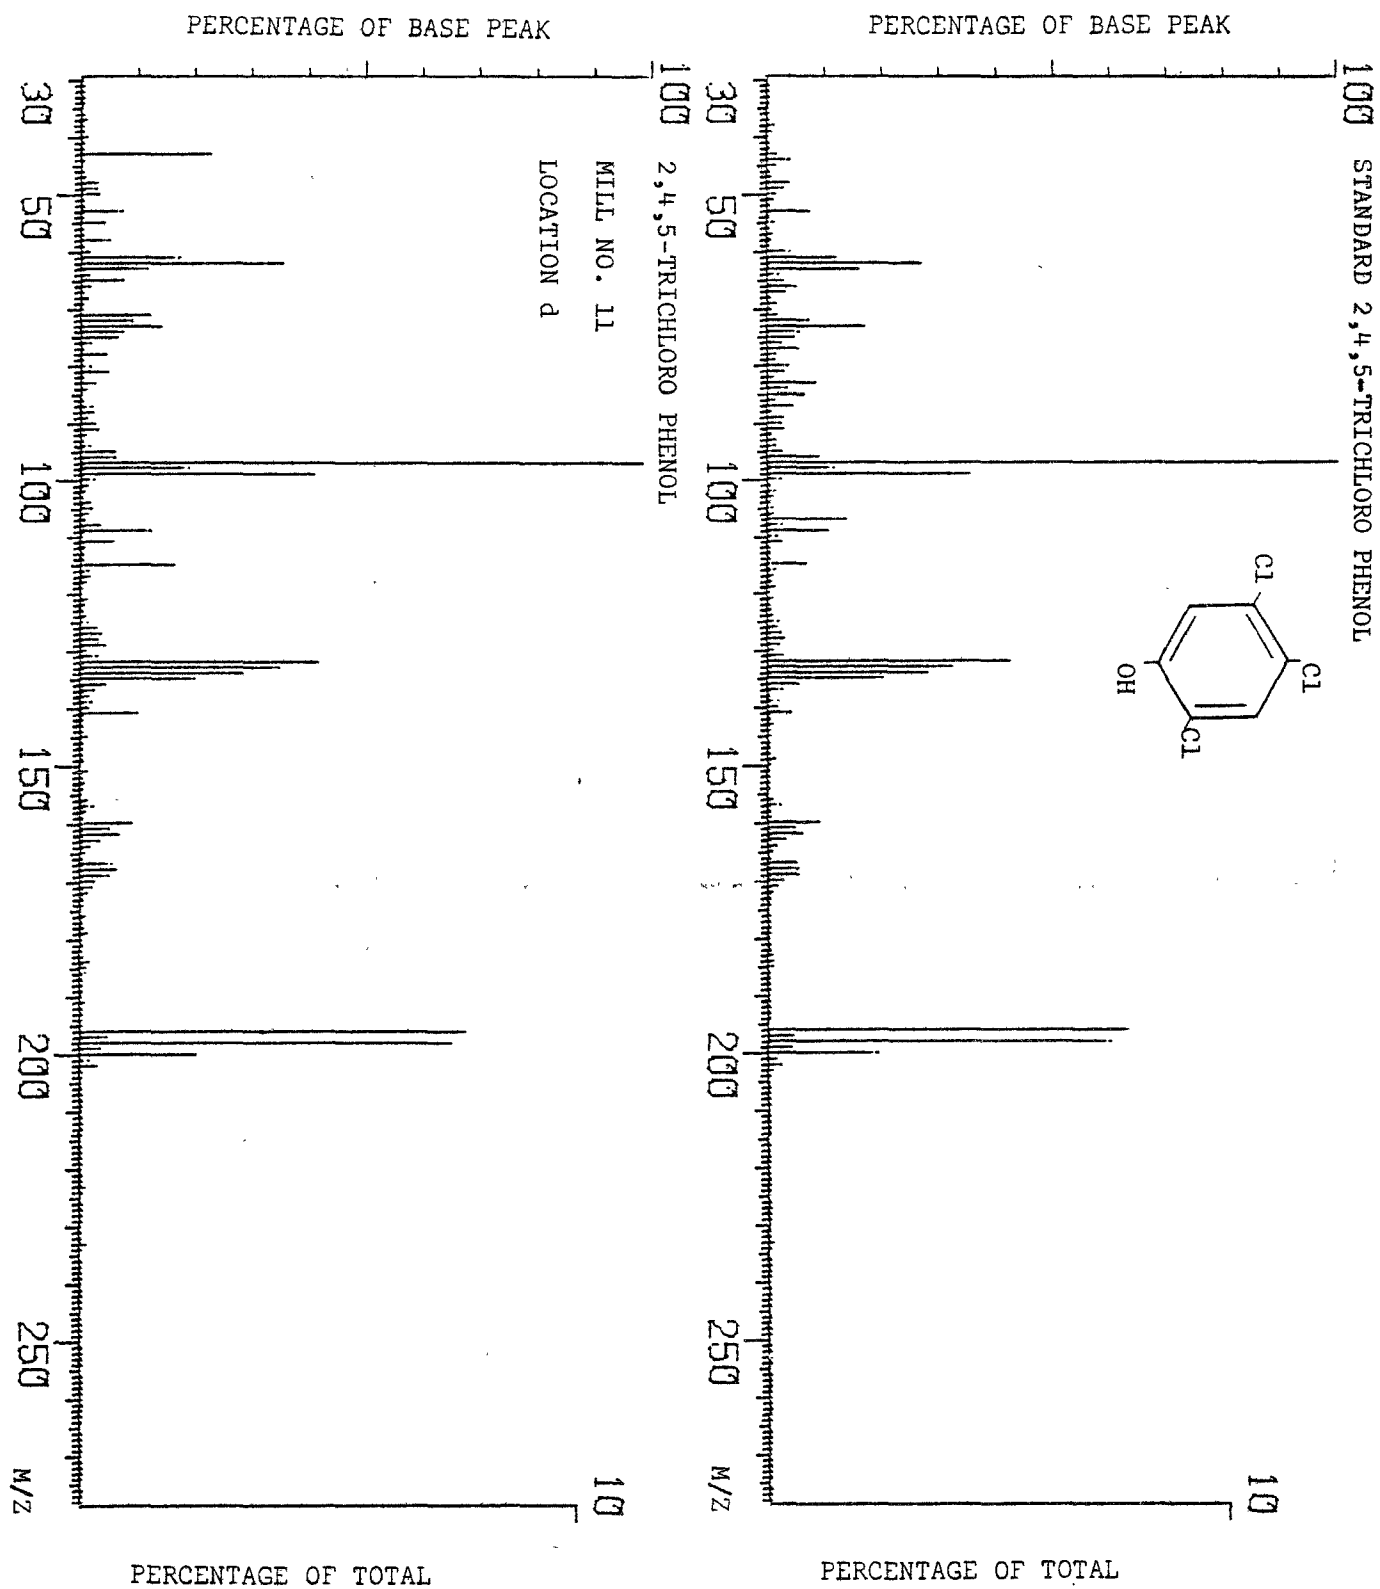 PERCENTAGE OF BASE PEAK
100
STANDARD 2,4,5-TRICHLORO PHENOL
Cl
Cl
Cl
OH
30
50
100
150
200
250
M/Z
10
PERCENTAGE OF TOTAL
PERCENTAGE OF BASE PEAK
100
2,4,5-TRICHLORO PHENOL
MILL NO. 11
LOCATION d
30
50
100
150
200
250
M/Z
10
PERCENTAGE OF TOTAL